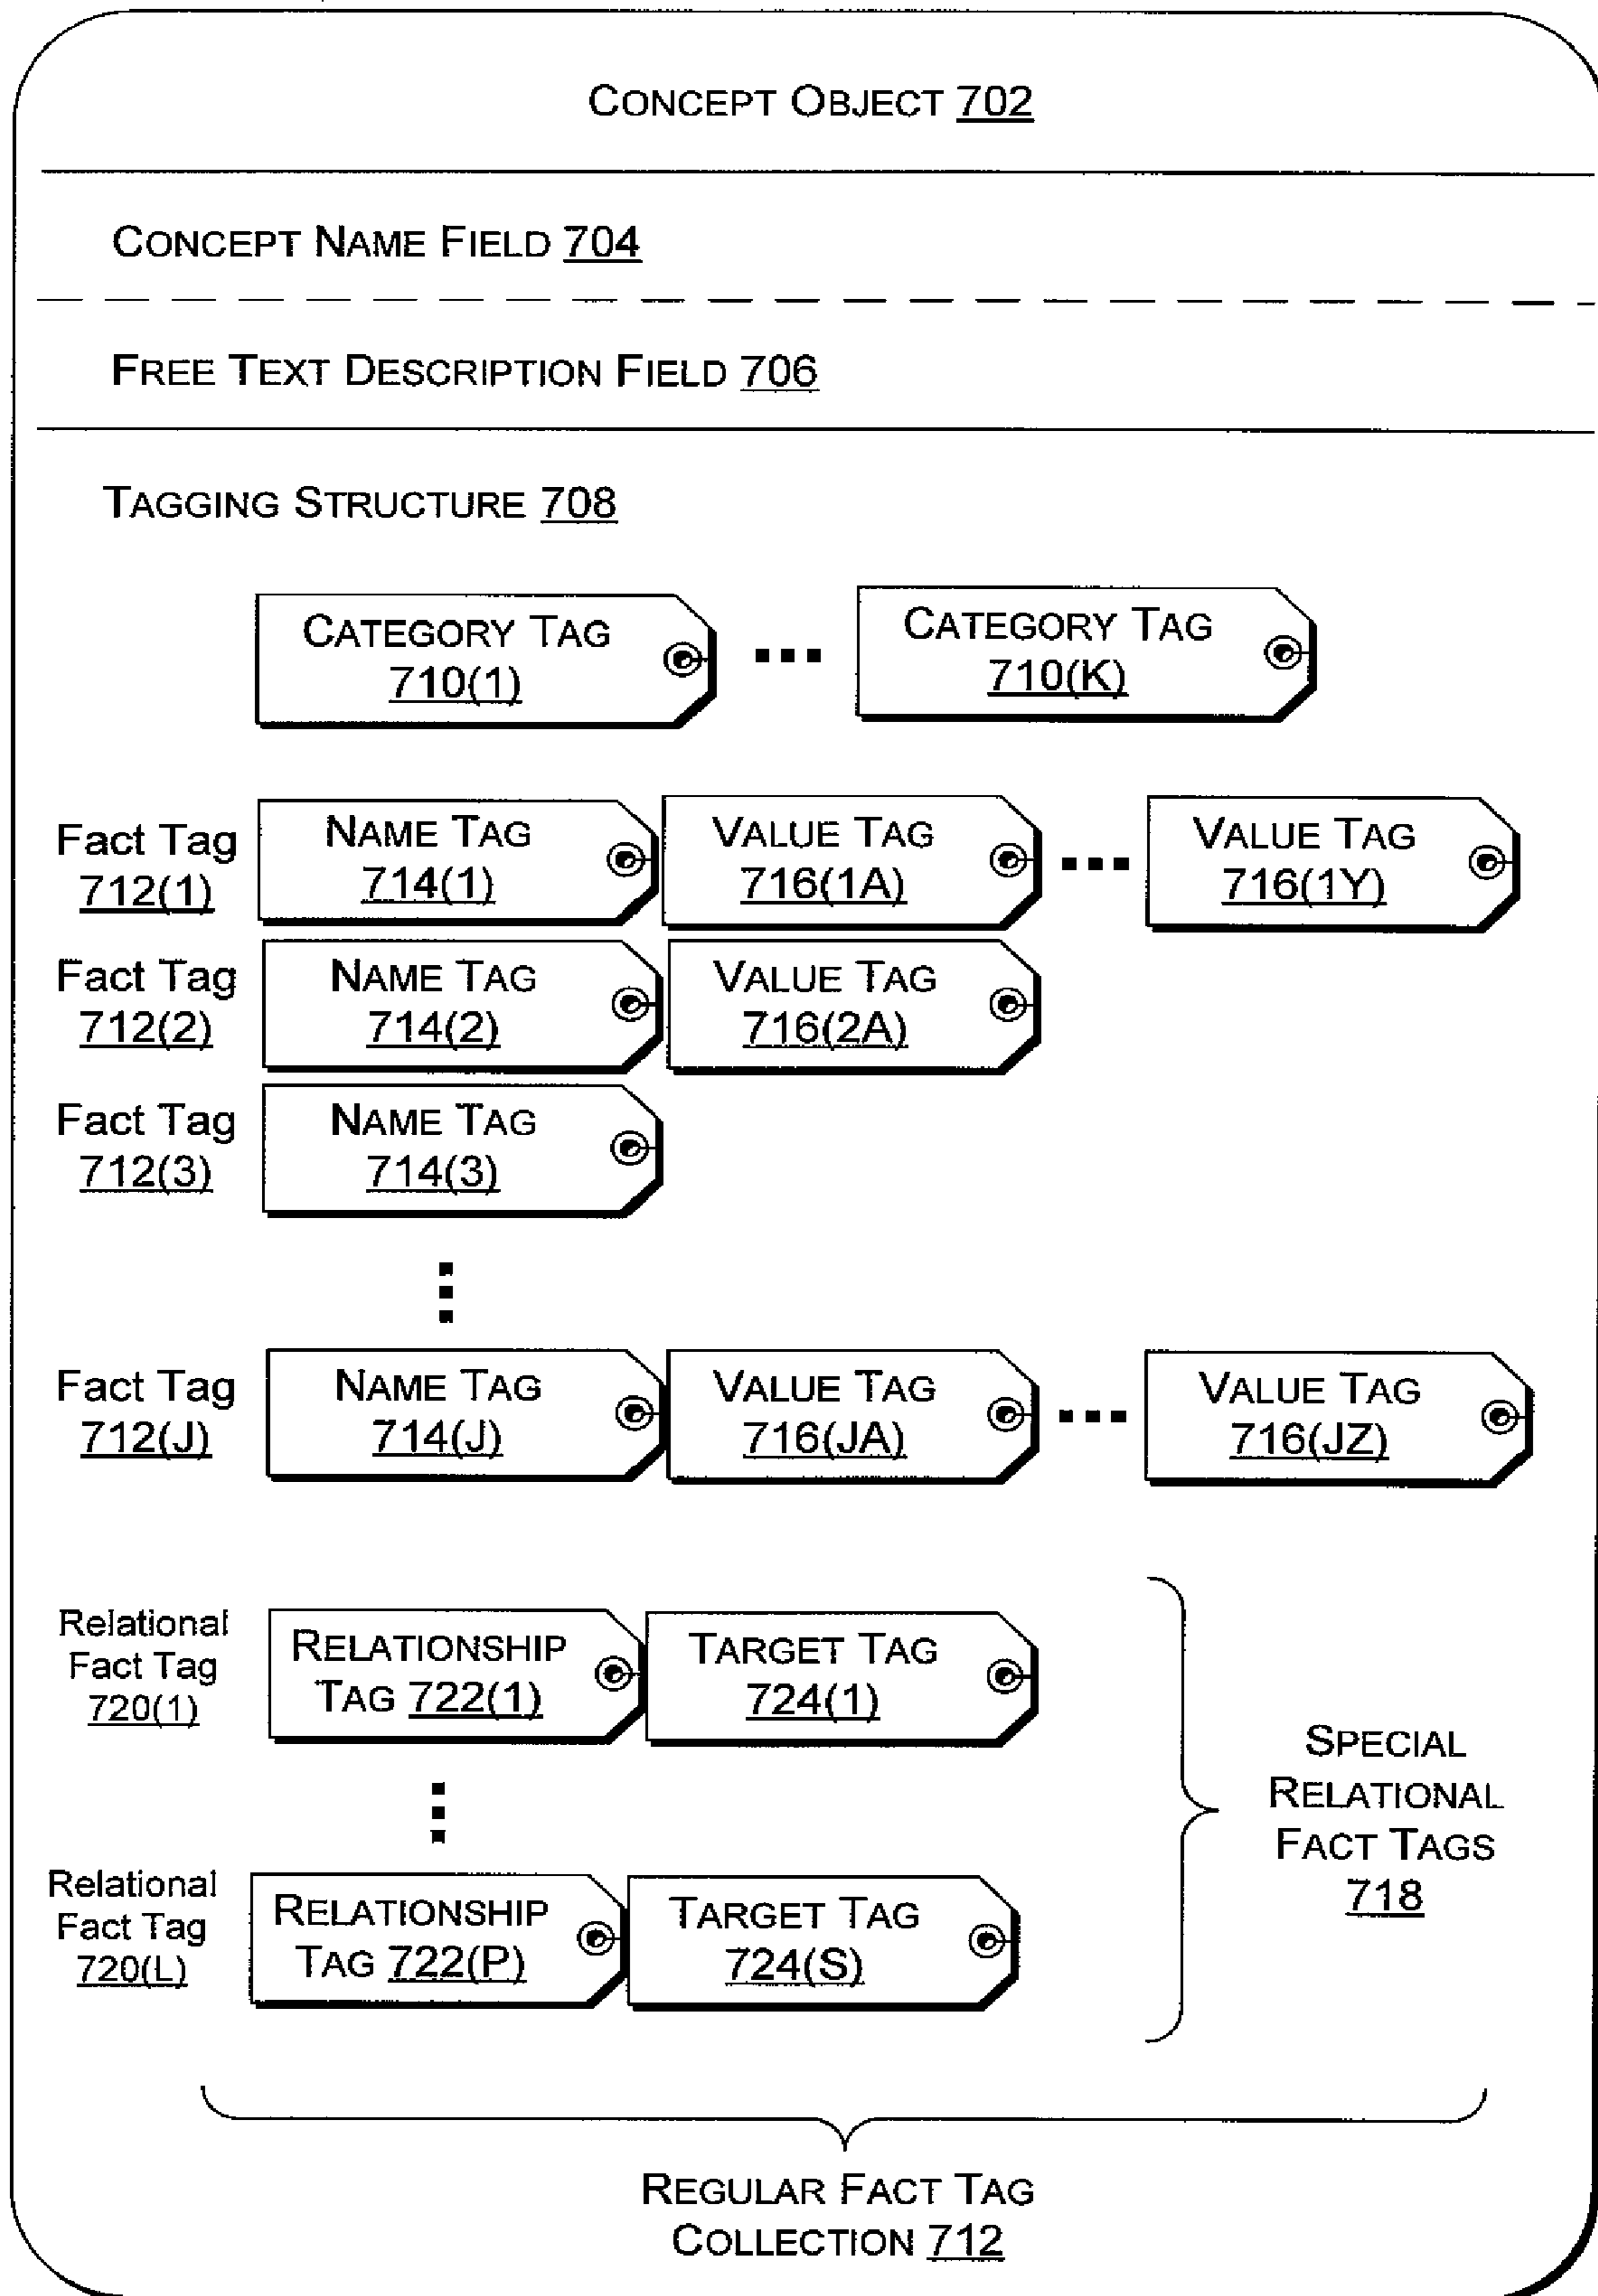 CONCEPT OBJECT 702
CONCEPT NAME FIELD 704
FREE TEXT DESCRIPTION FIELD 706
TAGGING STRUCTURE 708
CATEGORY TAG
710(1)
CATEGORY TAG
710(K)
Fact Tag
712(1)
NAME TAG
714(1)
VALUE TAG
716(1A)
VALUE TAG
716(1Y)
Fact Tag
712(2)
NAME TAG
714(2)
VALUE TAG
716(2A)
Fact Tag
712(3)
NAME TAG
714(3)
Fact Tag
712(J)
NAME TAG
714(J)
VALUE TAG
716(JA)
VALUE TAG
716(JZ)
Relational
Fact Tag
720(1)
RELATIONSHIP
TAG 722(1)
TARGET TAG
724(1)
Relational
Fact Tag
720(L)
RELATIONSHIP
TAG 722(P)
TARGET TAG
724(S)
SPECIAL
RELATIONAL
FACT TAGS
718
REGULAR FACT TAG
COLLECTION 712